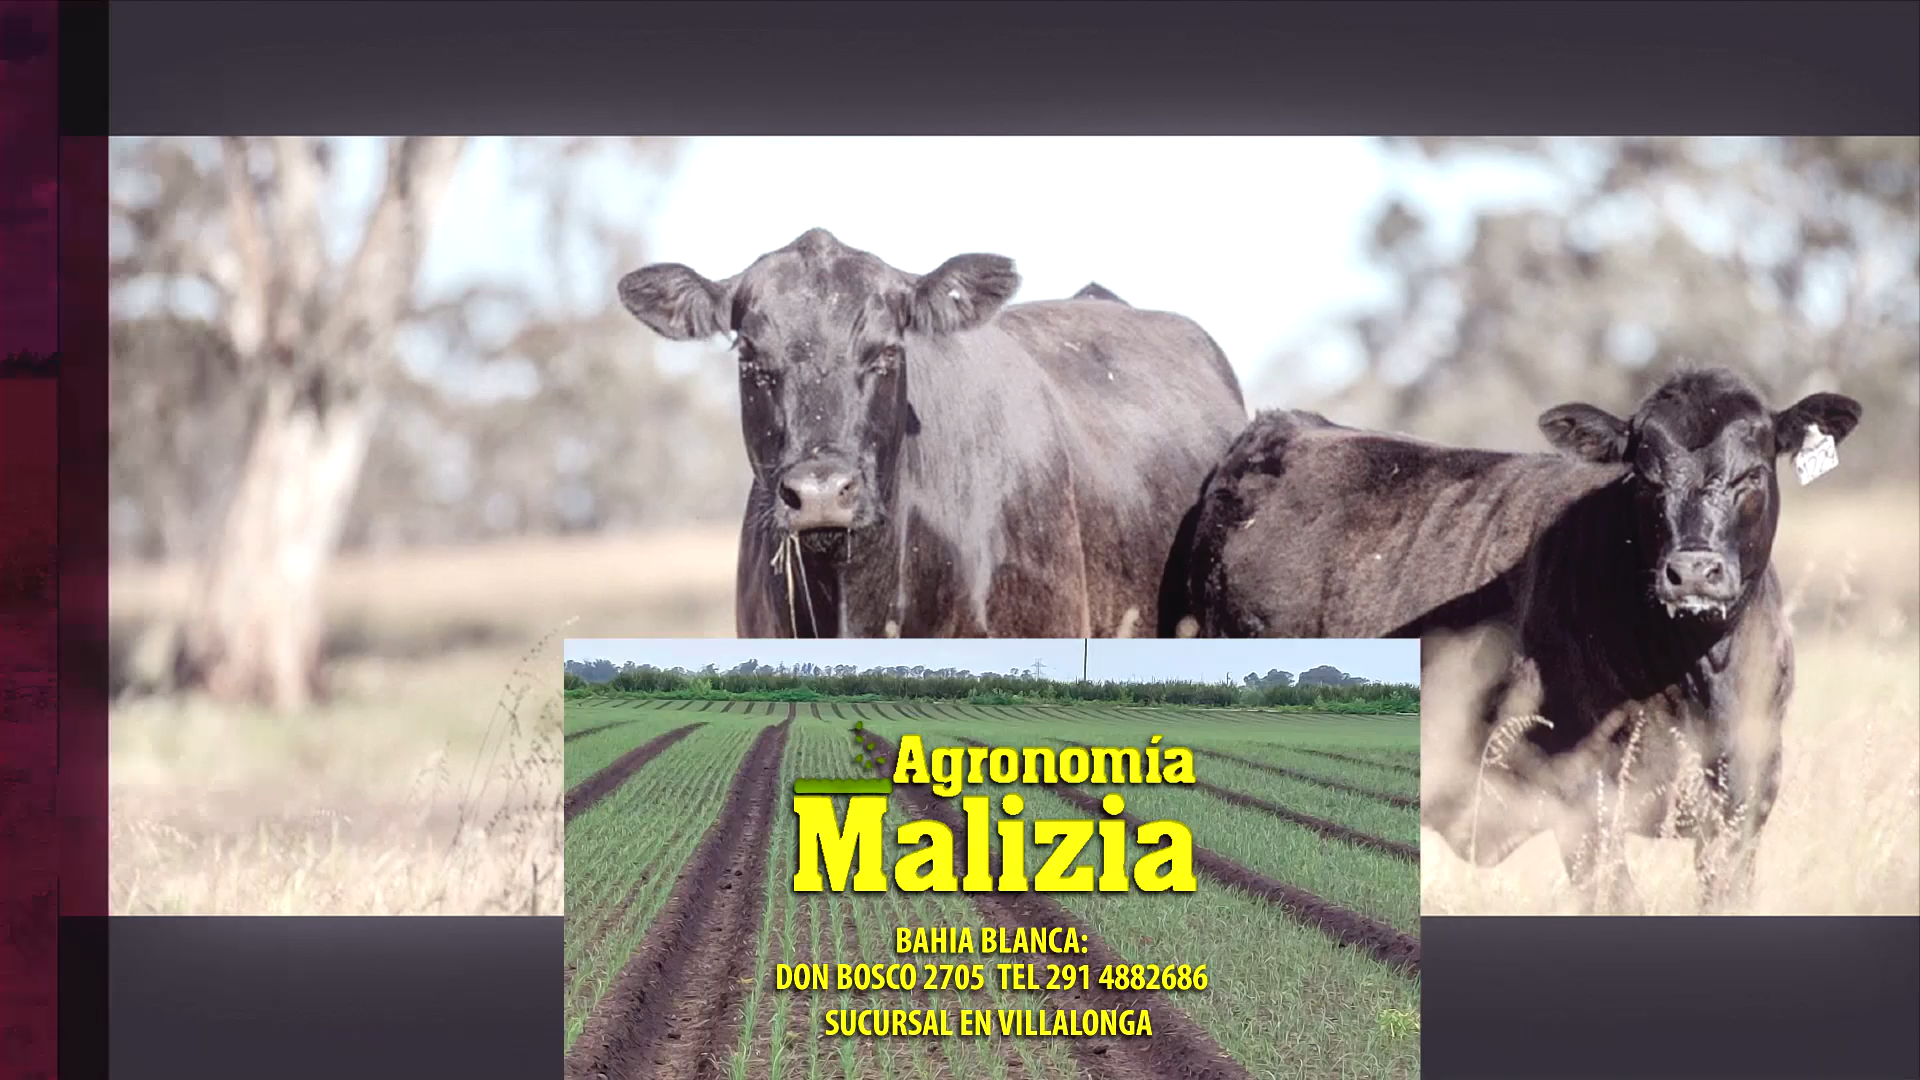 Agronomía
Malizia
BAHIA BLANCA:
DON BOSCO 2705 TEL 291 4882686
SUCURSAL EN VILLALONGA